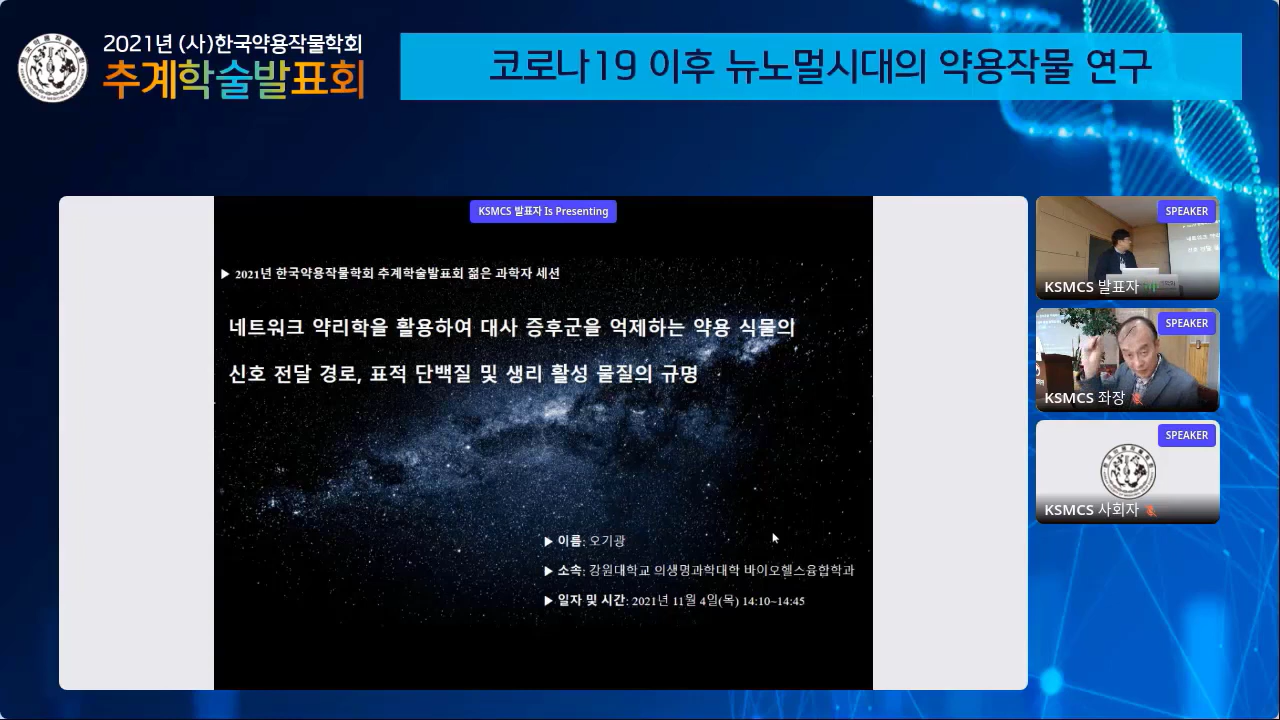 2021년 (사)한국약용작물학회
추계학술발표회
코로나19 이후 뉴노멀시대의 약용작물 연구
KSMCS 발표자 Is Presenting
▶ 2021년 한국약용작물학회 추계학술발표회 젊은 과학자 세션
네트워크 약리학을 활용하여 대사 증후군을 억제하는 약용 식물의
신호 전달 경로, 표적 단백질 및 생리 활성 물질의 규명
▶ 이름: 오기광
▶ 소속: 강원대학교 의생명과학대학 바이오헬스융합학과
▶ 일자 및 시간: 2021년 11월 4일(목) 14:10~14:45
SPEAKER
KSMCS 발표자
SPEAKER
KSMCS 좌장
SPEAKER
KSMCS 사회자